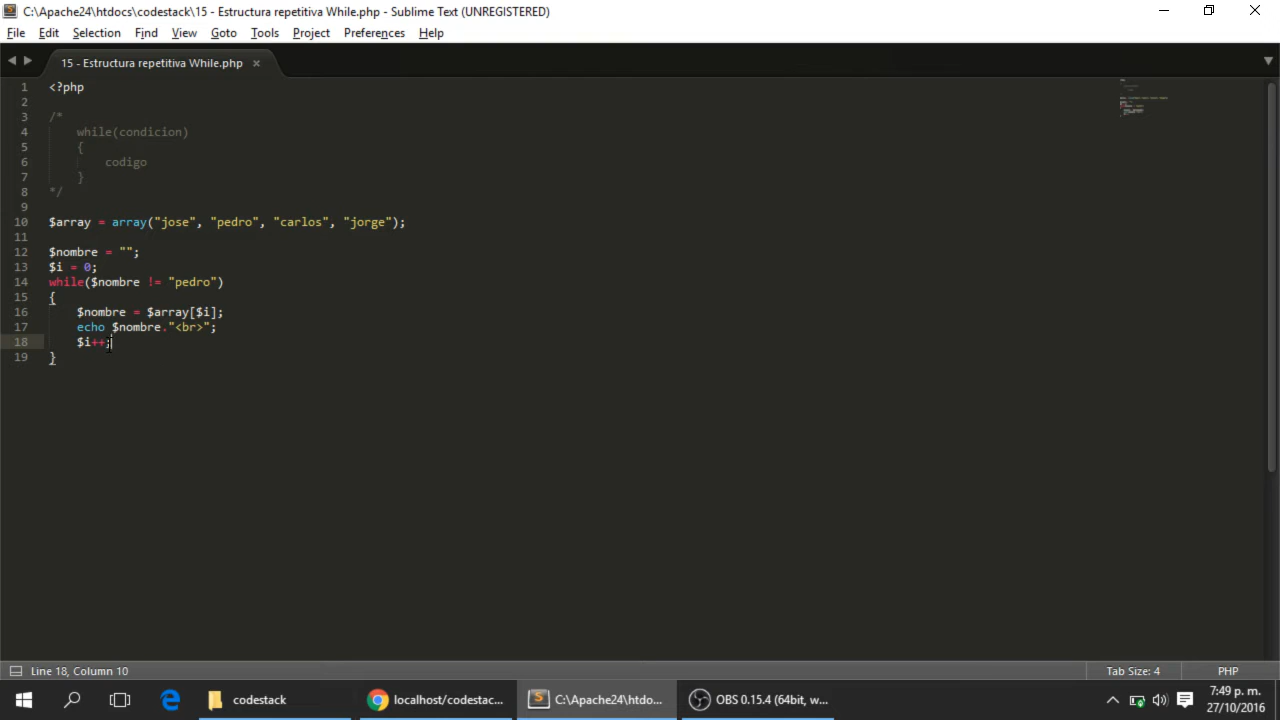 C:\Apache24\htdocs\codestack\15 - Estructura repetitiva While.php - Sublime Text (UNREGISTERED)
File Edit Selection Find View Goto Tools Project Preferences Help
15 - Estructura repetitiva While.php ×
1 <?php
2
3 /*
4 while(condicion)
5 {
6 codigo
7 }
8 */
9
10 $array = array("jose", "pedro", "carlos", "jorge");
11
12 $nombre = "";
13 $i = 0;
14 while($nombre != "pedro")
15 {
16 $nombre = $array[$i];
17 echo $nombre."<br>";
18 $i++;
19 }
Line 18, Column 10 Tab Size: 4 PHP
codestack localhost/codestac... C:\Apache24\htdo... OBS 0.15.4 (64bit, w... 7:49 p. m.
27/10/2016